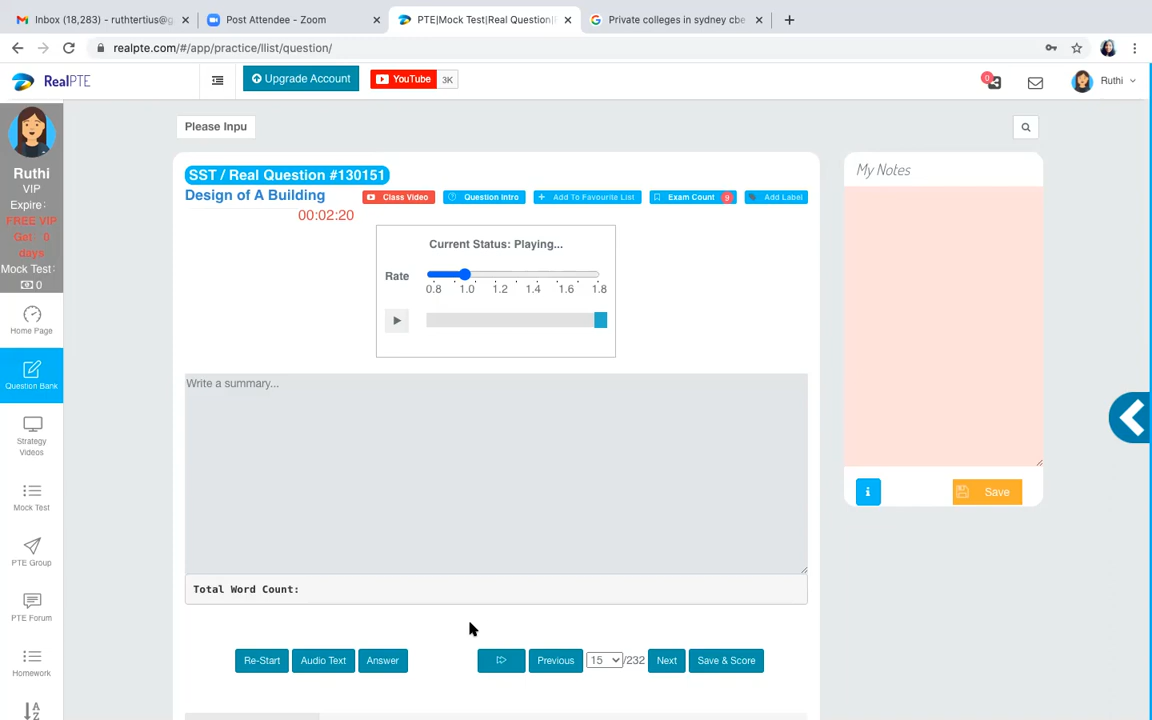 Inbox (18,283) - ruthtertius@g
Post Attendee - Zoom
PTE|Mock Test|Real Question|
Private colleges in sydney cbe
realpte.com/#/app/practice/llist/question/
RealPTE
Upgrade Account
YouTube
3K
0
Ruthi
Ruthi
VIP
Expire:
FREE VIP
Got: 0
days
Mock Test:
0
Home Page
Question Bank
Strategy
Videos
Mock Test
PTE Group
PTE Forum
Homework
A
Z
Please Inpu
SST / Real Question #130151
Design of A Building
Class Video
Question Intro
Add To Favourite List
Exam Count 9
Add Label
00:02:20
Current Status: Playing...
Rate
0.8 1.0 1.2 1.4 1.6 1.8
Write a summary...
Total Word Count:
Re-Start
Audio Text
Answer
Previous
15
/232
Next
Save & Score
My Notes
i
Save